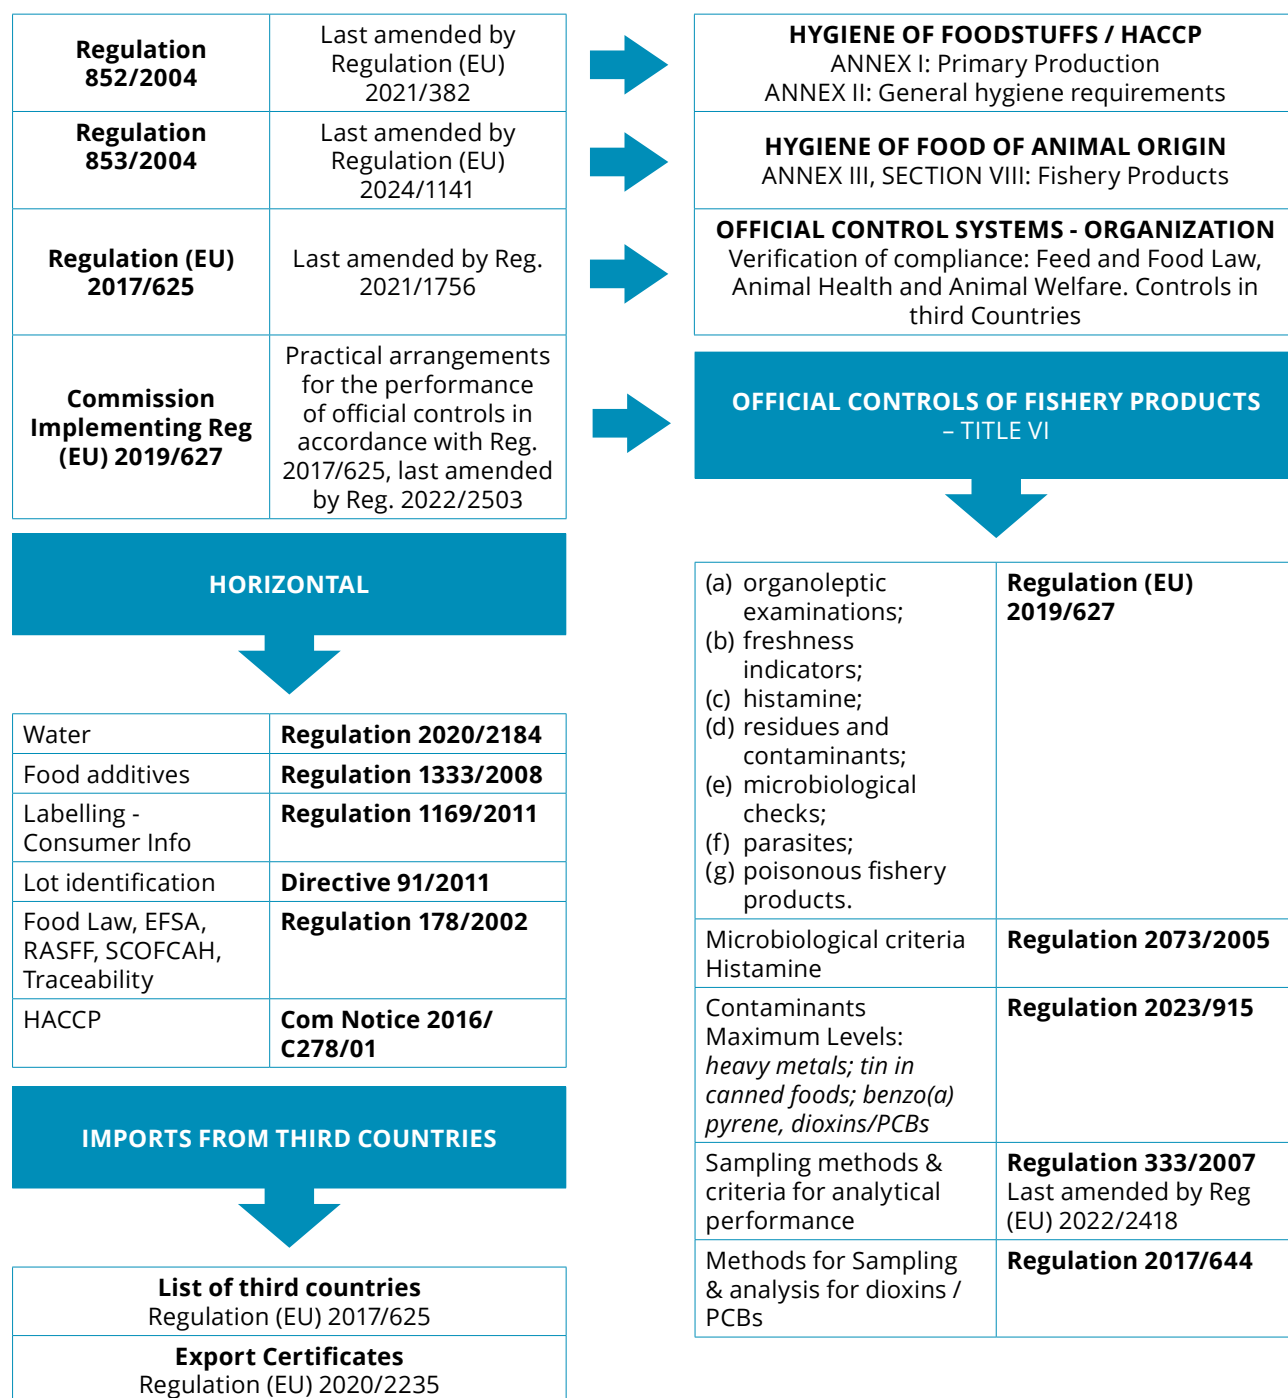 Regulation
852/2004
Last amended by
Regulation (EU)
2021/382
HYGIENE OF FOODSTUFFS / HACCP
ANNEX I: Primary Production
ANNEX II: General hygiene requirements
Regulation
853/2004
Last amended by
Regulation (EU)
2024/1141
HYGIENE OF FOOD OF ANIMAL ORIGIN
ANNEX III, SECTION VIII: Fishery Products
Regulation (EU)
2017/625
Last amended by Reg.
2021/1756
OFFICIAL CONTROL SYSTEMS - ORGANIZATION
Verification of compliance: Feed and Food Law,
Animal Health and Animal Welfare. Controls in
third Countries
Commission
Implementing Reg
(EU) 2019/627
Practical arrangements
for the performance
of official controls in
accordance with Reg.
2017/625, last amended
by Reg. 2022/2503
OFFICIAL CONTROLS OF FISHERY PRODUCTS
– TITLE VI
HORIZONTAL
Water
Regulation 2020/2184
Food additives
Regulation 1333/2008
Labelling -
Consumer Info
Regulation 1169/2011
Lot identification
Directive 91/2011
Food Law, EFSA,
RASFF, SCOFCAH,
Traceability
Regulation 178/2002
HACCP
Com Notice 2016/
C278/01
IMPORTS FROM THIRD COUNTRIES
List of third countries
Regulation (EU) 2017/625
Export Certificates
Regulation (EU) 2020/2235
(a) organoleptic
examinations;
(b) freshness
indicators;
(c) histamine;
(d) residues and
contaminants;
(e) microbiological
checks;
(f) parasites;
(g) poisonous fishery
products.
Regulation (EU)
2019/627
Microbiological criteria
Histamine
Regulation 2073/2005
Contaminants
Maximum Levels:
heavy metals; tin in
canned foods; benzo(a)
pyrene, dioxins/PCBs
Regulation 2023/915
Sampling methods &
criteria for analytical
performance
Regulation 333/2007
Last amended by Reg
(EU) 2022/2418
Methods for Sampling
& analysis for dioxins /
PCBs
Regulation 2017/644